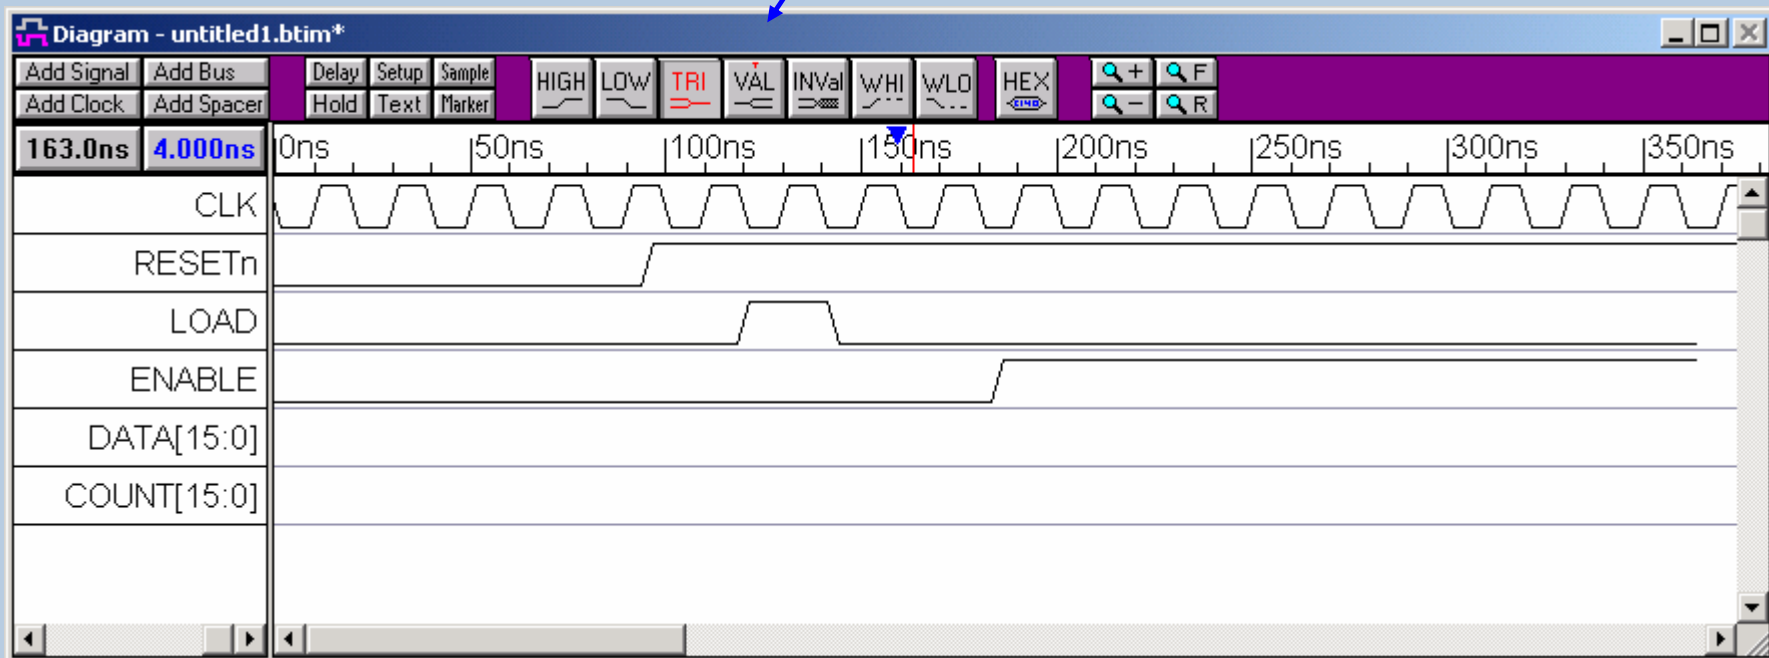 Diagram - untitled1.btim*
Add Signal Add Bus Delay Setup Sample HIGH LOW TRI VAL INVal WHI WLO HEX + F
Add Clock Add Spacer Hold Text Marker - R
163.0ns 4.000ns 0ns 50ns 100ns 150ns 200ns 250ns 300ns 350ns
CLK
RESETn
LOAD
ENABLE
DATA[15:0]
COUNT[15:0]